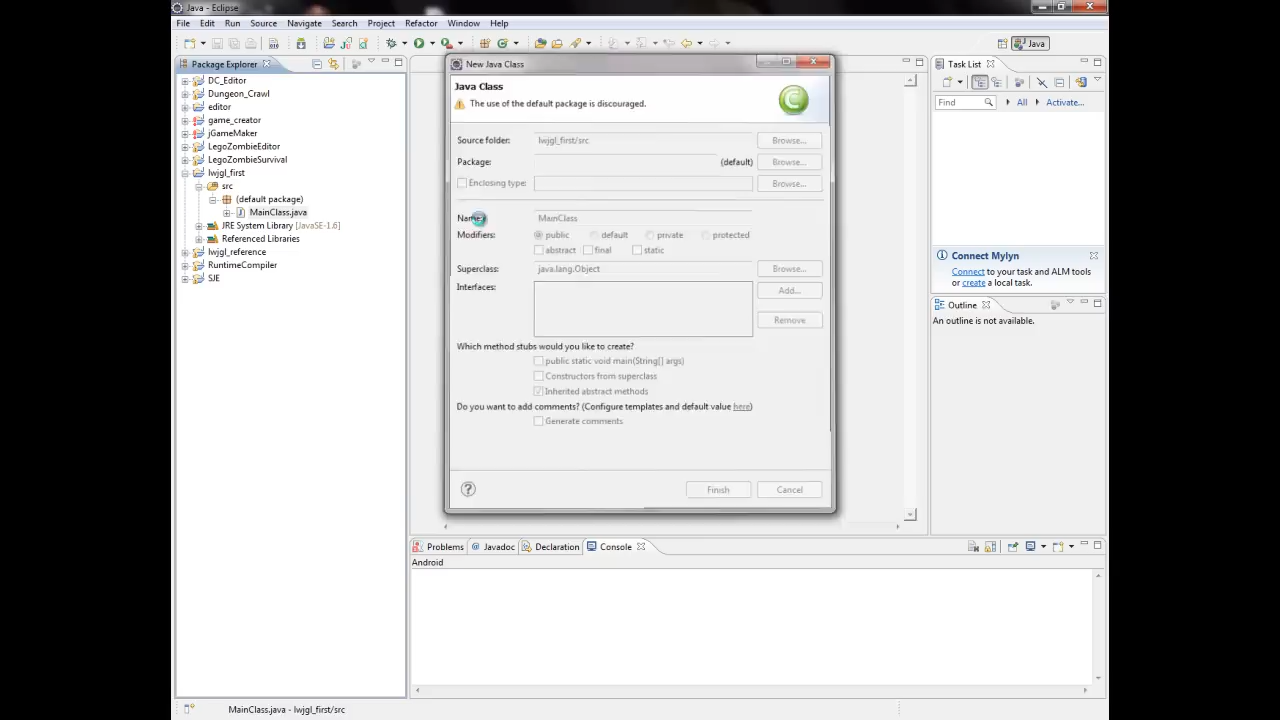 Java - Eclipse
File Edit Run Source Navigate Search Project Refactor Window Help
Java
Package Explorer
DC_Editor
Dungeon_Crawl
editor
game_creator
jGameMaker
LegoZombieEditor
LegoZombieSurvival
lwjgl_first
src
(default package)
MainClass.java
JRE System Library [JavaSE-1.6]
Referenced Libraries
lwjgl_reference
RuntimeCompiler
SJE
New Java Class
Java Class
The use of the default package is discouraged.
Source folder: lwjgl_first/src Browse...
Package: (default) Browse...
Enclosing type: Browse...
Name: MainClass
Modifiers: public default private protected
abstract final static
Superclass: java.lang.Object Browse...
Interfaces: Add...
Remove
Which method stubs would you like to create?
public static void main(String[] args)
Constructors from superclass
Inherited abstract methods
Do you want to add comments? (Configure templates and default value here)
Generate comments
? Finish Cancel
Task List
Find All Activate...
Connect Mylyn
Connect to your task and ALM tools
or create a local task.
Outline
An outline is not available.
Problems @ Javadoc Declaration Console
Android
MainClass.java - lwjgl_first/src